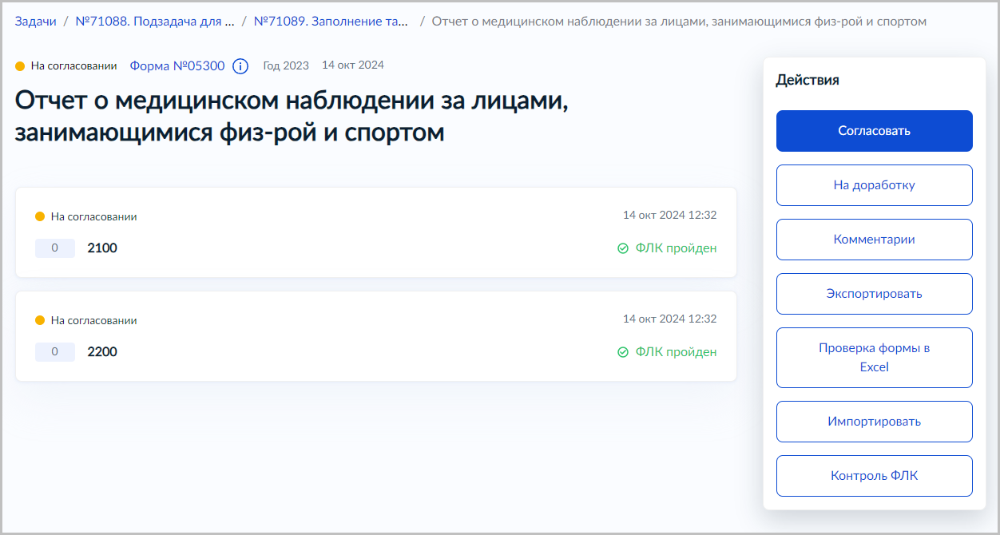 Задачи / №71088. Подзадача для ... / №71089. Заполнение та... / Отчет о медицинском наблюдении за лицами, занимающимися физ-рой и спортом
На согласовании Форма №05300 Год 2023 14 окт 2024
Отчет о медицинском наблюдении за лицами,
занимающимися физ-рой и спортом
На согласовании 14 окт 2024 12:32
0 2100 ФЛК пройден
На согласовании 14 окт 2024 12:32
0 2200 ФЛК пройден
Действия
Согласовать
На доработку
Комментарии
Экспортировать
Проверка формы в
Excel
Импортировать
Контроль ФЛК